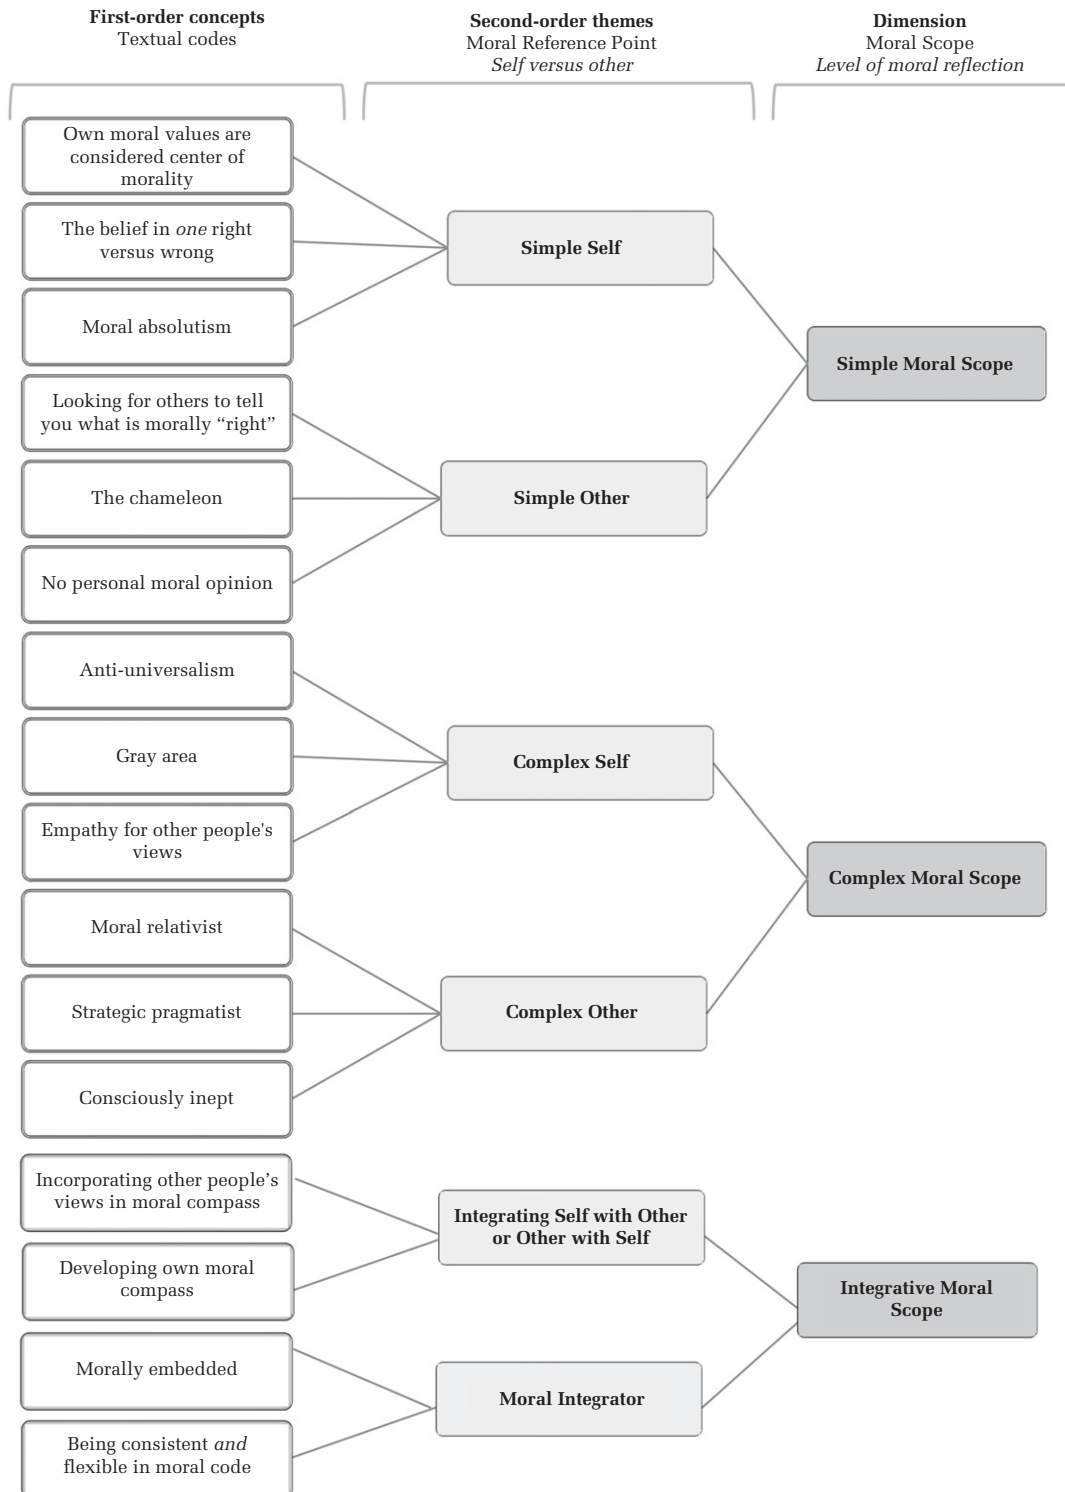 First-order concepts
Textual codes
Second-order themes
Moral Reference Point
Self versus other
Dimension
Moral Scope
Level of moral reflection
Own moral values are
considered center of
morality
The belief in one right
versus wrong
Moral absolutism
Simple Self
Looking for others to tell
you what is morally “right”
The chameleon
No personal moral opinion
Simple Other
Simple Moral Scope
Anti-universalism
Gray area
Empathy for other people's
views
Complex Self
Moral relativist
Strategic pragmatist
Consciously inept
Complex Other
Complex Moral Scope
Incorporating other people’s
views in moral compass
Developing own moral
compass
Integrating Self with Other
or Other with Self
Morally embedded
Being consistent and
flexible in moral code
Moral Integrator
Integrative Moral
Scope